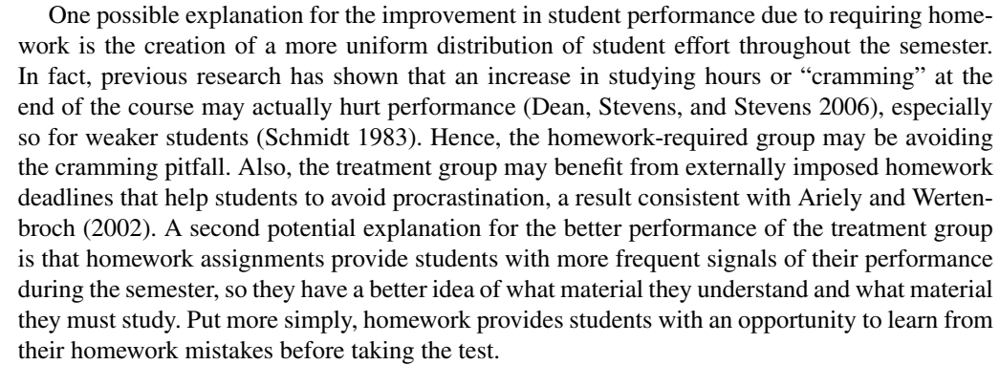 One possible explanation for the improvement in student performance due to requiring home-
work is the creation of a more uniform distribution of student effort throughout the semester.
In fact, previous research has shown that an increase in studying hours or “cramming” at the
end of the course may actually hurt performance (Dean, Stevens, and Stevens 2006), especially
so for weaker students (Schmidt 1983). Hence, the homework-required group may be avoiding
the cramming pitfall. Also, the treatment group may benefit from externally imposed homework
deadlines that help students to avoid procrastination, a result consistent with Ariely and Werten-
broch (2002). A second potential explanation for the better performance of the treatment group
is that homework assignments provide students with more frequent signals of their performance
during the semester, so they have a better idea of what material they understand and what material
they must study. Put more simply, homework provides students with an opportunity to learn from
their homework mistakes before taking the test.